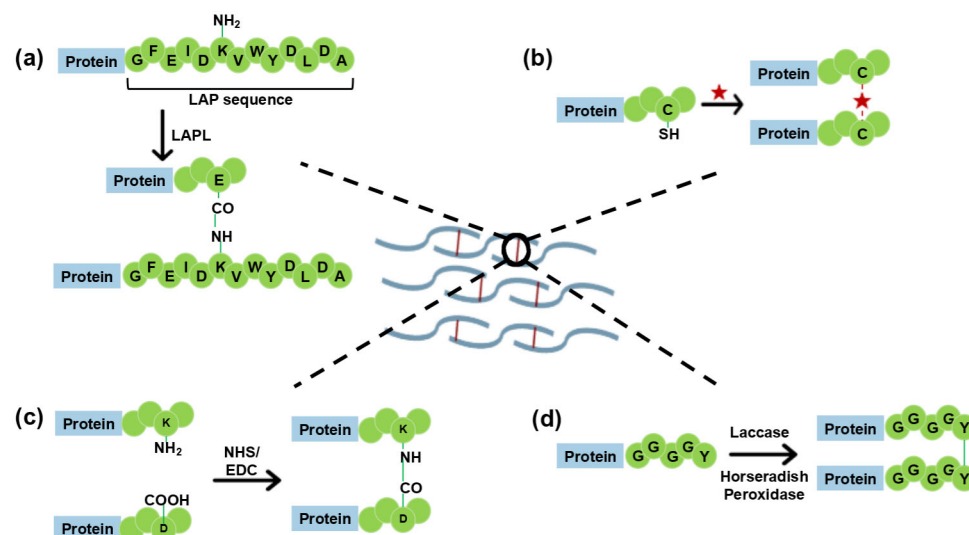 (a)
NH2
Protein
G F E I D K V W Y D L D A
LAP sequence
LAPL
Protein
E
CO
NH
Protein
G F E I D K V W Y D L D A
(b)
Protein
C
SH
Protein
C
Protein
C
(c)
Protein
K
NH2
COOH
Protein
D
NHS/
EDC
Protein
K
NH
CO
Protein
D
(d)
Protein
G G G G Y
Laccase
Horseradish
Peroxidase
Protein
G G G G Y
Protein
G G G G Y